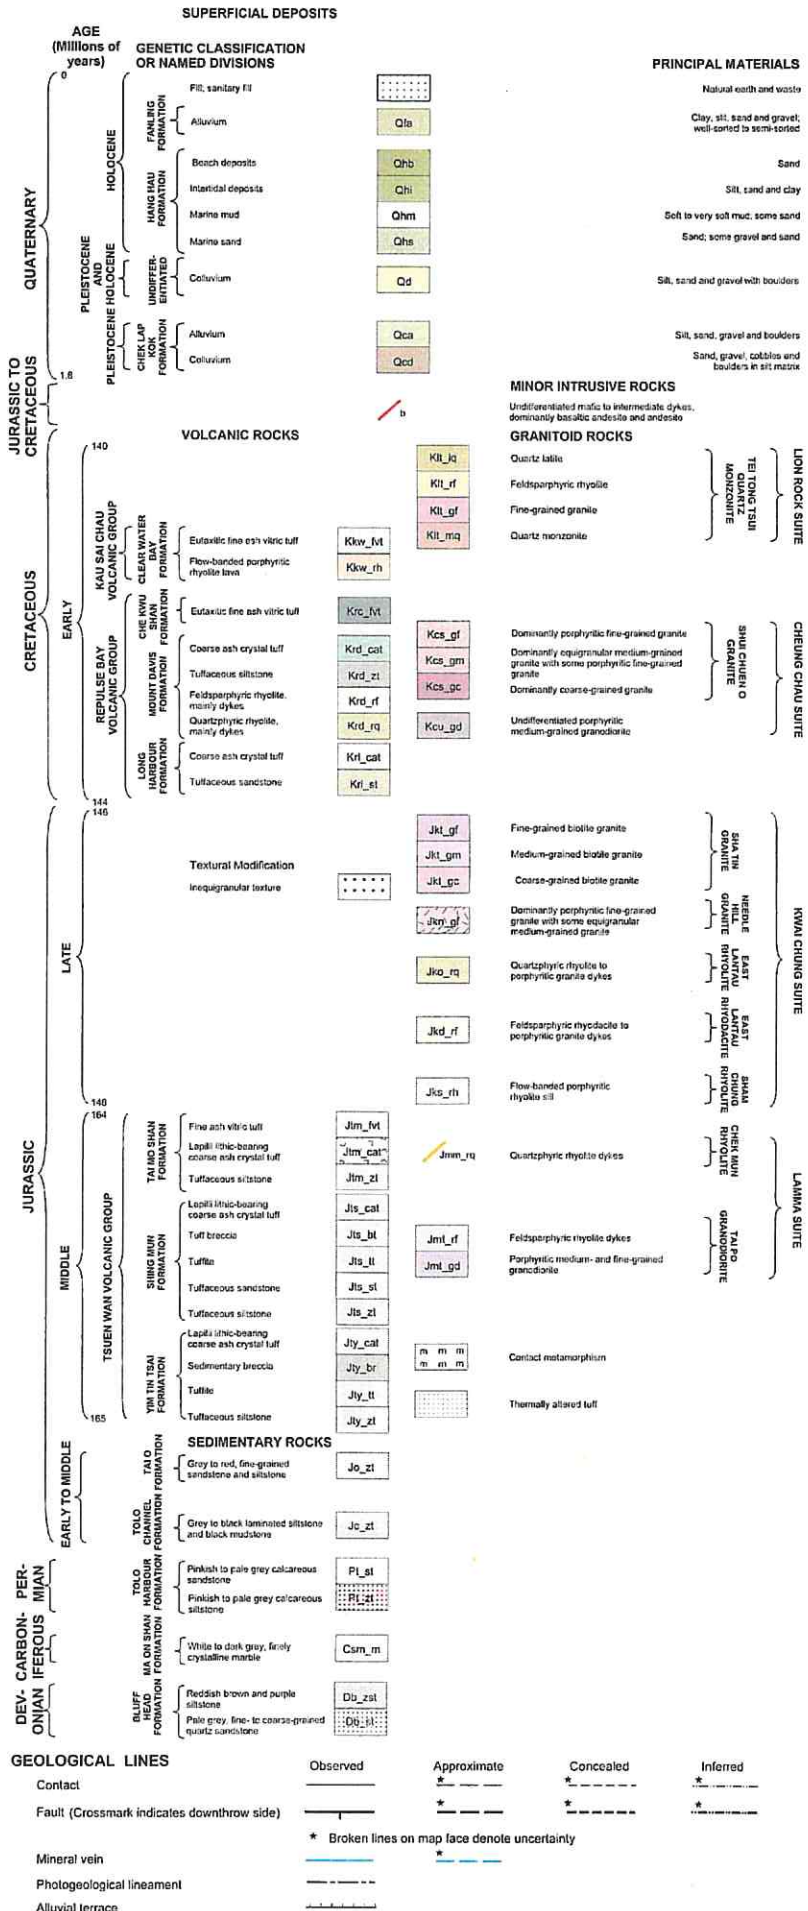 SUPERFICIAL DEPOSITS
AGE
(Millions of
years)
GENETIC CLASSIFICATION
OR NAMED DIVISIONS
PRINCIPAL MATERIALS
0
QUATERNARY
HOLOCENE
Fill; sanitary fill
Natural earth and waste
FANLING
FORMATION
Alluvium
Qfa
Clay, silt, sand and gravel;
well-sorted to semi-sorted
HANG HAU
FORMATION
Beach deposits
Qhb
Sand
Intertidal deposits
Qhi
Silt, sand and clay
Marine mud
Qhm
Soft to very soft mud; some sand
Marine sand
Qhs
Sand; some gravel and sand
PLEISTOCENE
AND
HOLOCENE
UNDIFFER-
ENTIATED
Colluvium
Qd
Silt, sand and gravel with boulders
PLEISTOCENE
CHEK LAP
KOK
FORMATION
Alluvium
Qca
Silt, sand, gravel and boulders
Colluvium
Qcd
Sand, gravel, cobbles and
boulders in silt matrix
1.8
JURASSIC TO
CRETACEOUS
MINOR INTRUSIVE ROCKS
b
Undifferentiated mafic to intermediate dykes,
dominantly basaltic andesite and andesite
VOLCANIC ROCKS
GRANITOID ROCKS
CRETACEOUS
EARLY
140
Klt_lq
Quartz latite
Klt_rf
Feldsparphyric rhyolite
Klt_gf
Fine-grained granite
Klt_mq
Quartz monzonite
TEI TONG TSUI
QUARTZ
MONZONITE
LION ROCK SUITE
KAU SAI CHAU
VOLCANIC GROUP
CLEAR WATER
BAY
FORMATION
Eutaxitic fine ash vitric tuff
Kkw_fvt
Flow-banded porphyritic
rhyolite lava
Kkw_rh
REPULSE BAY
VOLCANIC GROUP
CHE KWU
SHAN
FORMATION
Eutaxitic fine ash vitric tuff
Krc_fvt
MOUNT DAVIS
FORMATION
Coarse ash crystal tuff
Krd_cat
Tuffaceous siltstone
Krd_zt
Feldsparphyric rhyolite,
mainly dykes
Krd_rf
Quartzphyric rhyolite,
mainly dykes
Krd_rq
LONG
HARBOUR
FORMATION
Coarse ash crystal tuff
Krl_cat
Tuffaceous sandstone
Krl_st
Kcs_gf
Dominantly porphyritic fine-grained granite
Kcs_gm
Dominantly equigranular medium-grained
granite with some porphyritic fine-grained
granite
Kcs_gc
Dominantly coarse-grained granite
Kcu_gd
Undifferentiated porphyritic
medium-grained granodiorite
SHUI CHUEN O
GRANITE
CHEUNG CHAU SUITE
144
146
JURASSIC
LATE
Textural Modification
Inequigranular texture
Jkt_gf
Fine-grained biotite granite
Jkt_gm
Medium-grained biotite granite
Jkt_gc
Coarse-grained biotite granite
SHA TIN
GRANITE
Jkn_gf
Dominantly porphyritic fine-grained
granite with some equigranular
medium-grained granite
NEEDLE
HILL
GRANITE
Jko_rq
Quartzphyric rhyolite to
porphyritic granite dykes
EAST
LANTAU
RHYOLITE
Jkd_rf
Feldsparphyric rhyodacite to
porphyritic granite dykes
EAST
LANTAU
RHYODACITE
Jks_rh
Flow-banded porphyritic
rhyolite sill
SHAM
CHUNG
RHYOLITE
KWAI CHUNG SUITE
148
164
MIDDLE
TSUEN WAN VOLCANIC GROUP
TAI MO SHAN
FORMATION
Fine ash vitric tuff
Jtm_fvt
Lapilli lithic-bearing
coarse ash crystal tuff
Jtm_cat
Tuffaceous siltstone
Jtm_zt
SHING MUN
FORMATION
Lapilli lithic-bearing
coarse ash crystal tuff
Jts_cat
Tuff breccia
Jts_bt
Tuffite
Jts_tt
Tuffaceous sandstone
Jts_st
Tuffaceous siltstone
Jts_zt
YIM TIN TSAI
FORMATION
Lapilli lithic-bearing
coarse ash crystal tuff
Jty_cat
Sedimentary breccia
Jty_br
Tuffite
Jty_tt
Tuffaceous siltstone
Jty_zt
Jmm_rq
Quartzphyric rhyolite dykes
CHEK MUN
RHYOLITE
Jmt_rf
Feldsparphyric rhyolite dykes
Jmt_gd
Porphyritic medium- and fine-grained
granodiorite
TAI PO
GRANODIORITE
LAMMA SUITE
m m m
m m m
Contact metamorphism
Thermally altered tuff
165
SEDIMENTARY ROCKS
EARLY TO MIDDLE
TAI O
FORMATION
Grey to red, fine-grained
sandstone and siltstone
Jo_zt
TOLO
CHANNEL
FORMATION
Grey to black laminated siltstone
and black mudstone
Jc_zt
PER-
MIAN
TOLO
HARBOUR
FORMATION
Pinkish to pale grey calcareous
sandstone
Pt_st
Pinkish to pale grey calcareous
siltstone
Pt_zt
CARBON-
IFEROUS
MA ON SHAN
FORMATION
White to dark grey, finely
crystalline marble
Csm_m
DEV-
ONIAN
BLUFF
HEAD
FORMATION
Reddish brown and purple
siltstone
Db_zst
Pale grey, fine- to coarse-grained
quartz sandstone
Db_st
GEOLOGICAL LINES
Observed
Approximate
Concealed
Inferred
Contact
* * *
Fault (Crossmark indicates downthrow side)
* * *
* Broken lines on map face denote uncertainty
Mineral vein
*
Photogeological lineament
Alluvial terrace